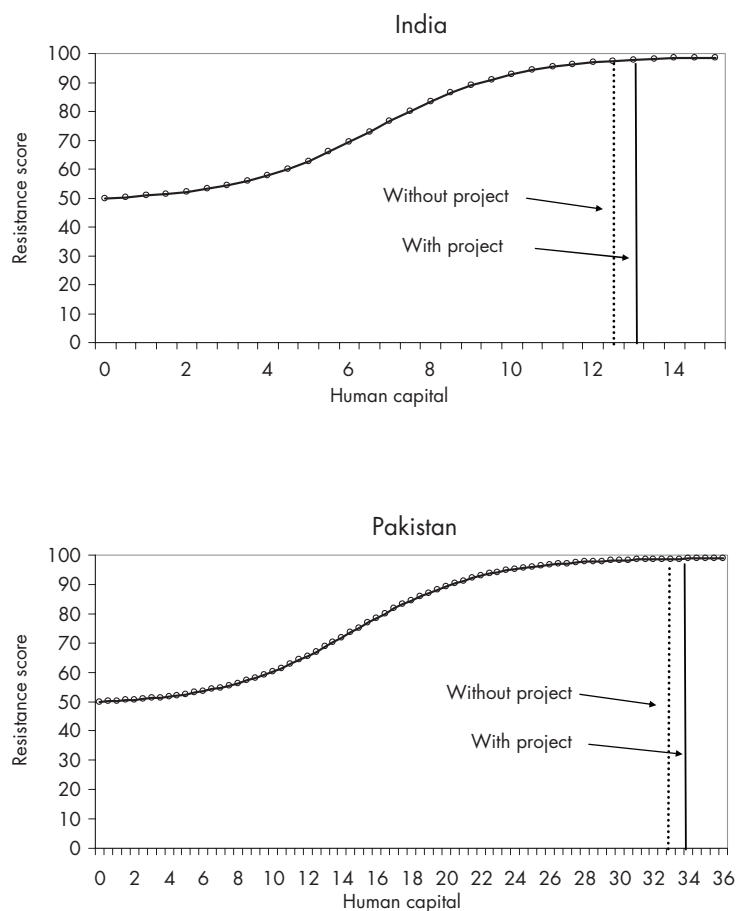 India
100
90
80
70
60
50
40
30
20
10
0
Resistance score
Without project
With project
0 2 4 6 8 10 12 14
Human capital
Pakistan
100
90
80
70
60
50
40
30
20
10
0
Resistance score
Without project
With project
0 2 4 6 8 10 12 14 16 18 20 22 24 26 28 30 32 34 36
Human capital